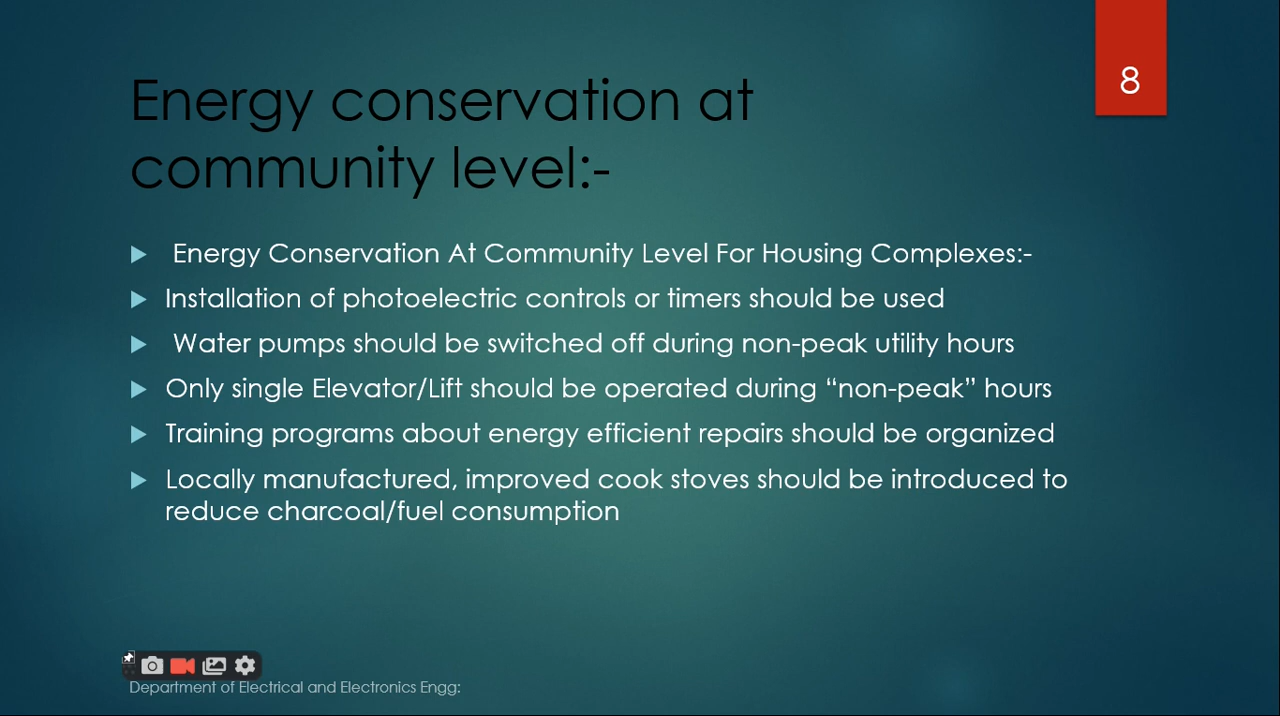 8
Energy conservation at
community level:-
Energy Conservation At Community Level For Housing Complexes:-
Installation of photoelectric controls or timers should be used
Water pumps should be switched off during non-peak utility hours
Only single Elevator/Lift should be operated during “non-peak” hours
Training programs about energy efficient repairs should be organized
Locally manufactured, improved cook stoves should be introduced to
reduce charcoal/fuel consumption
Department of Electrical and Electronics Engg: